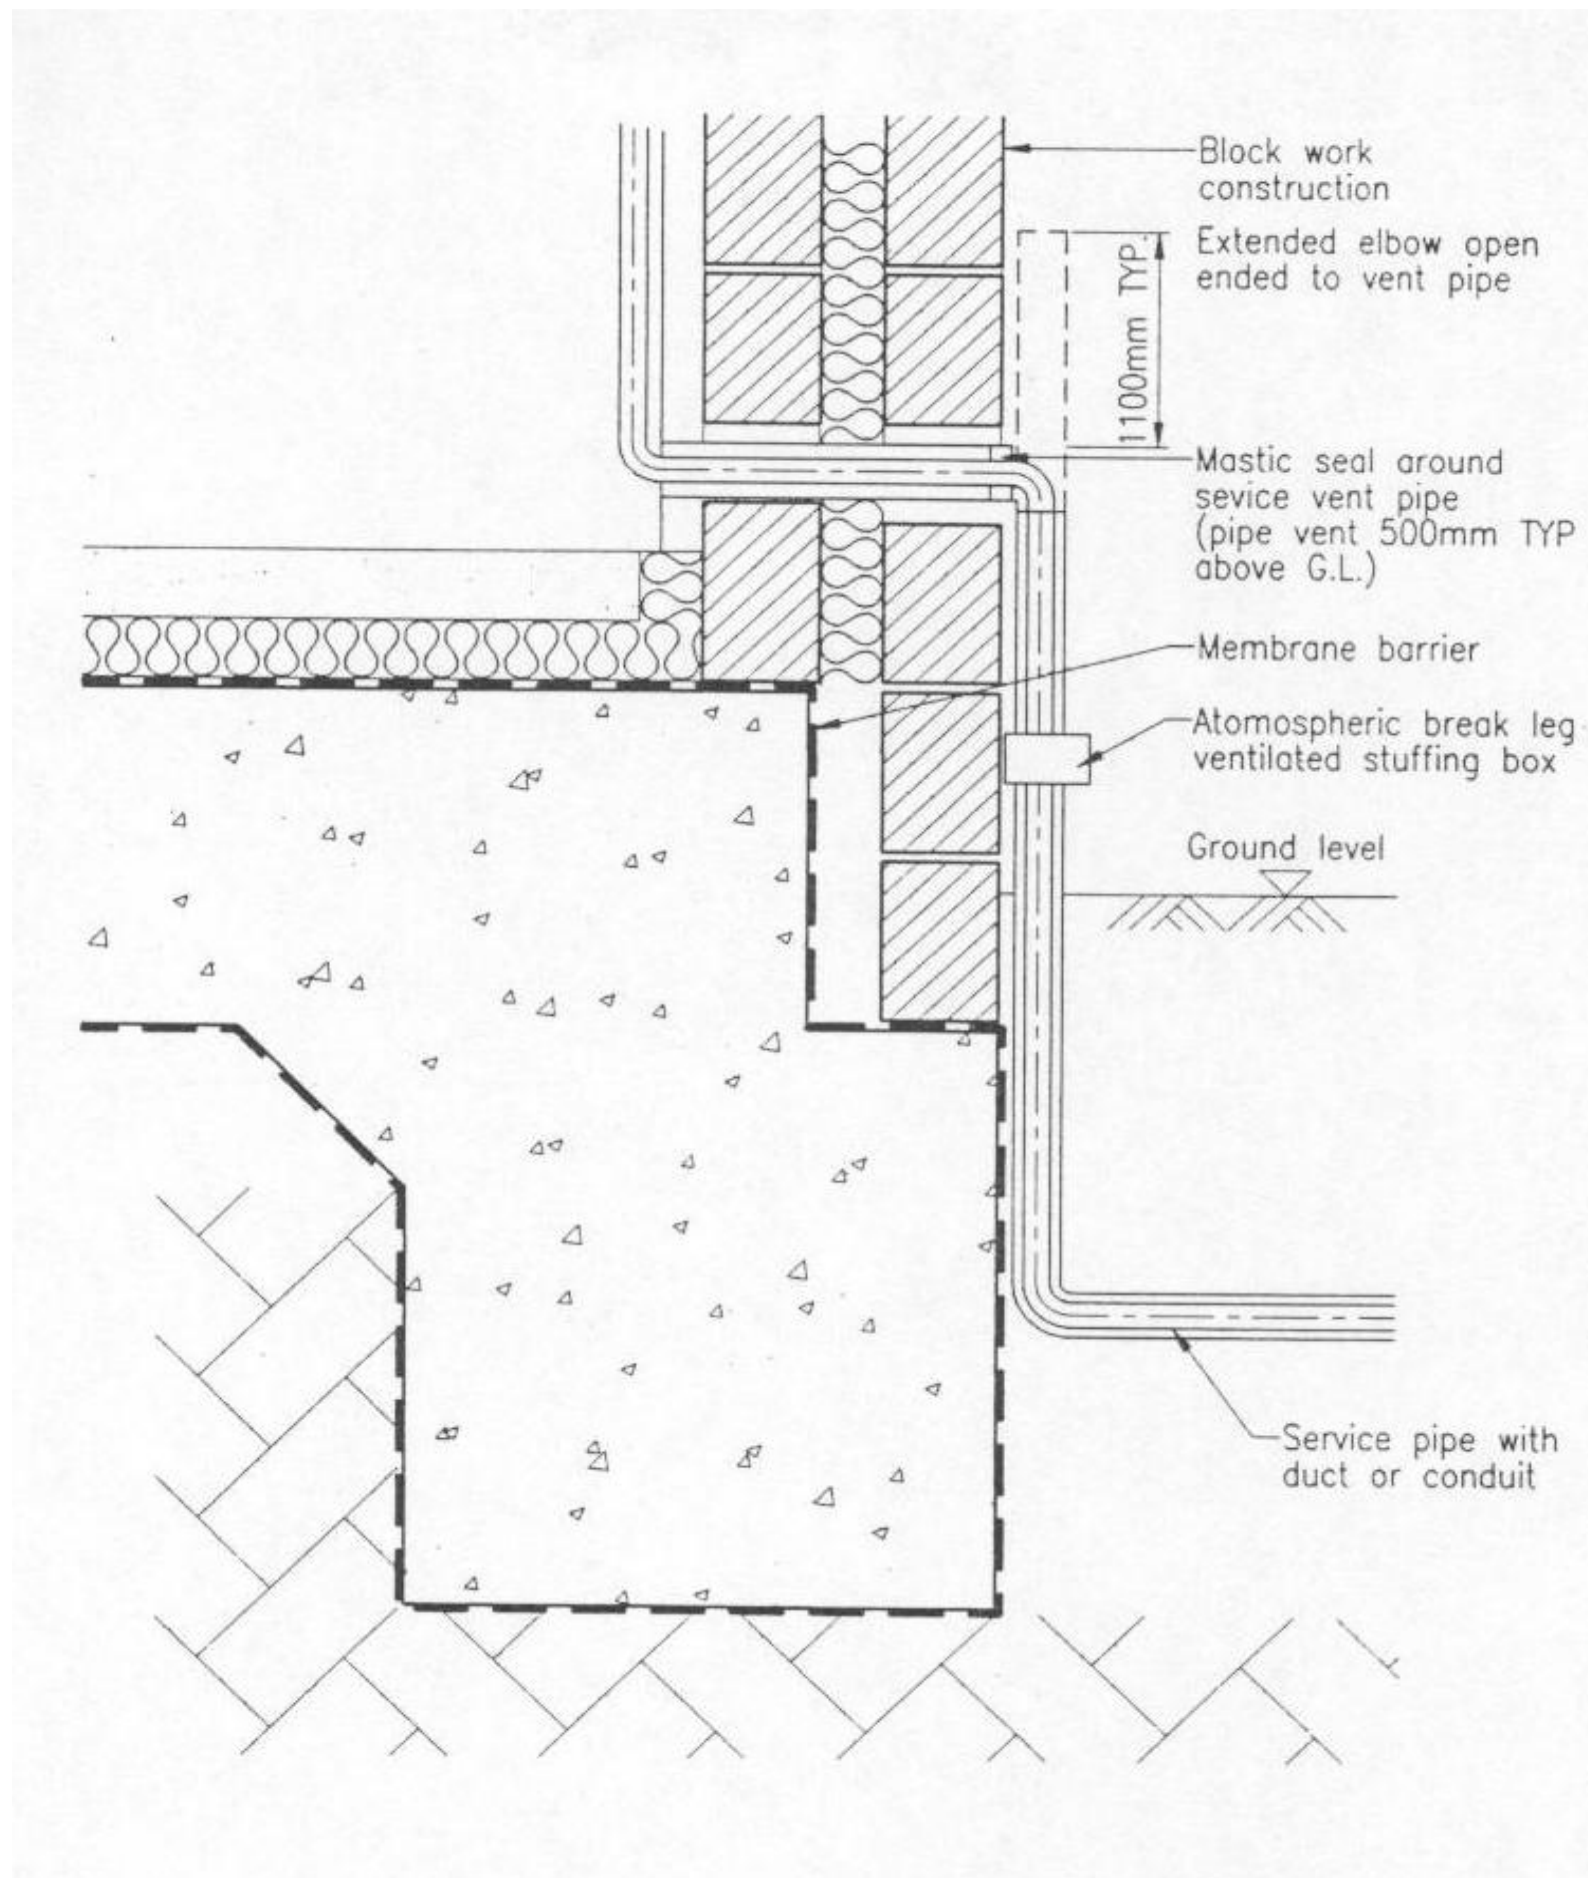 Block work
construction
Extended elbow open
ended to vent pipe
1100mm TYP.
Mastic seal around
sevice vent pipe
(pipe vent 500mm TYP
above G.L.)
Membrane barrier
Atomospheric break leg
ventilated stuffing box
Ground level
Service pipe with
duct or conduit